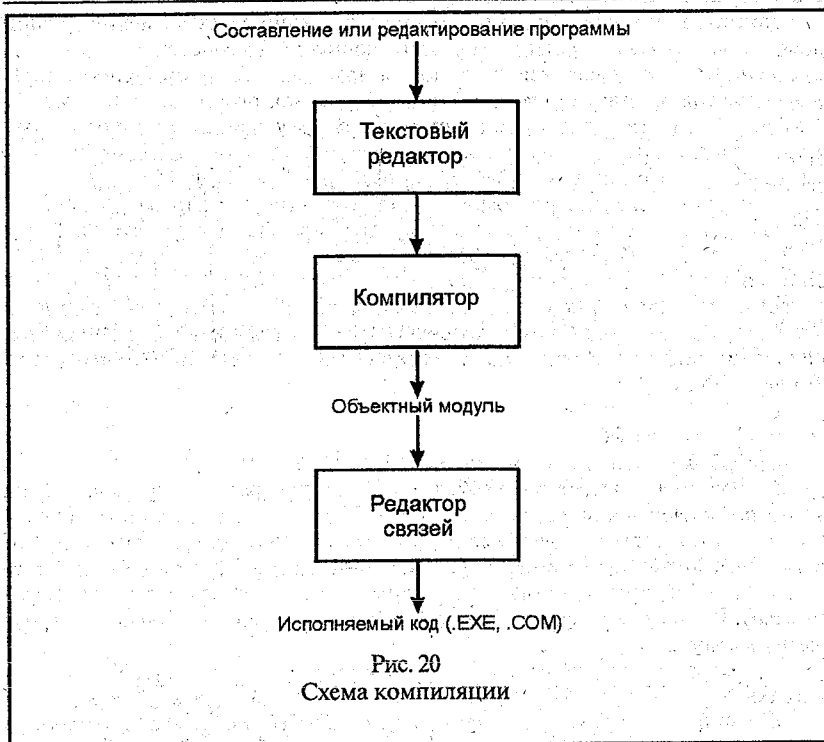 Составление или редактирование программы
Текстовый
редактор
Компилятор
Объектный модуль
Редактор
связей
Исполняемый код (.EXE, .COM)
Рис. 20
Схема компиляции